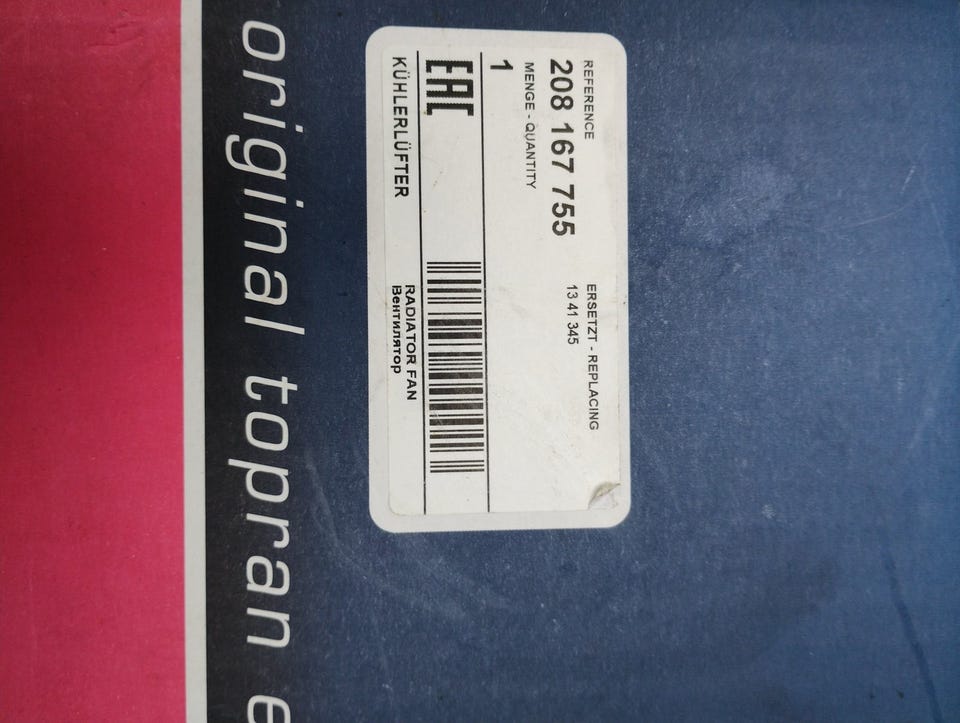 original topran e
REFERENCE
208 167 755
ERSETZT - REPLACING
13 41 345
MENGE - QUANTITY
1
EAC
KÜHLERLÜFTER
RADIATOR FAN
Вентилятор